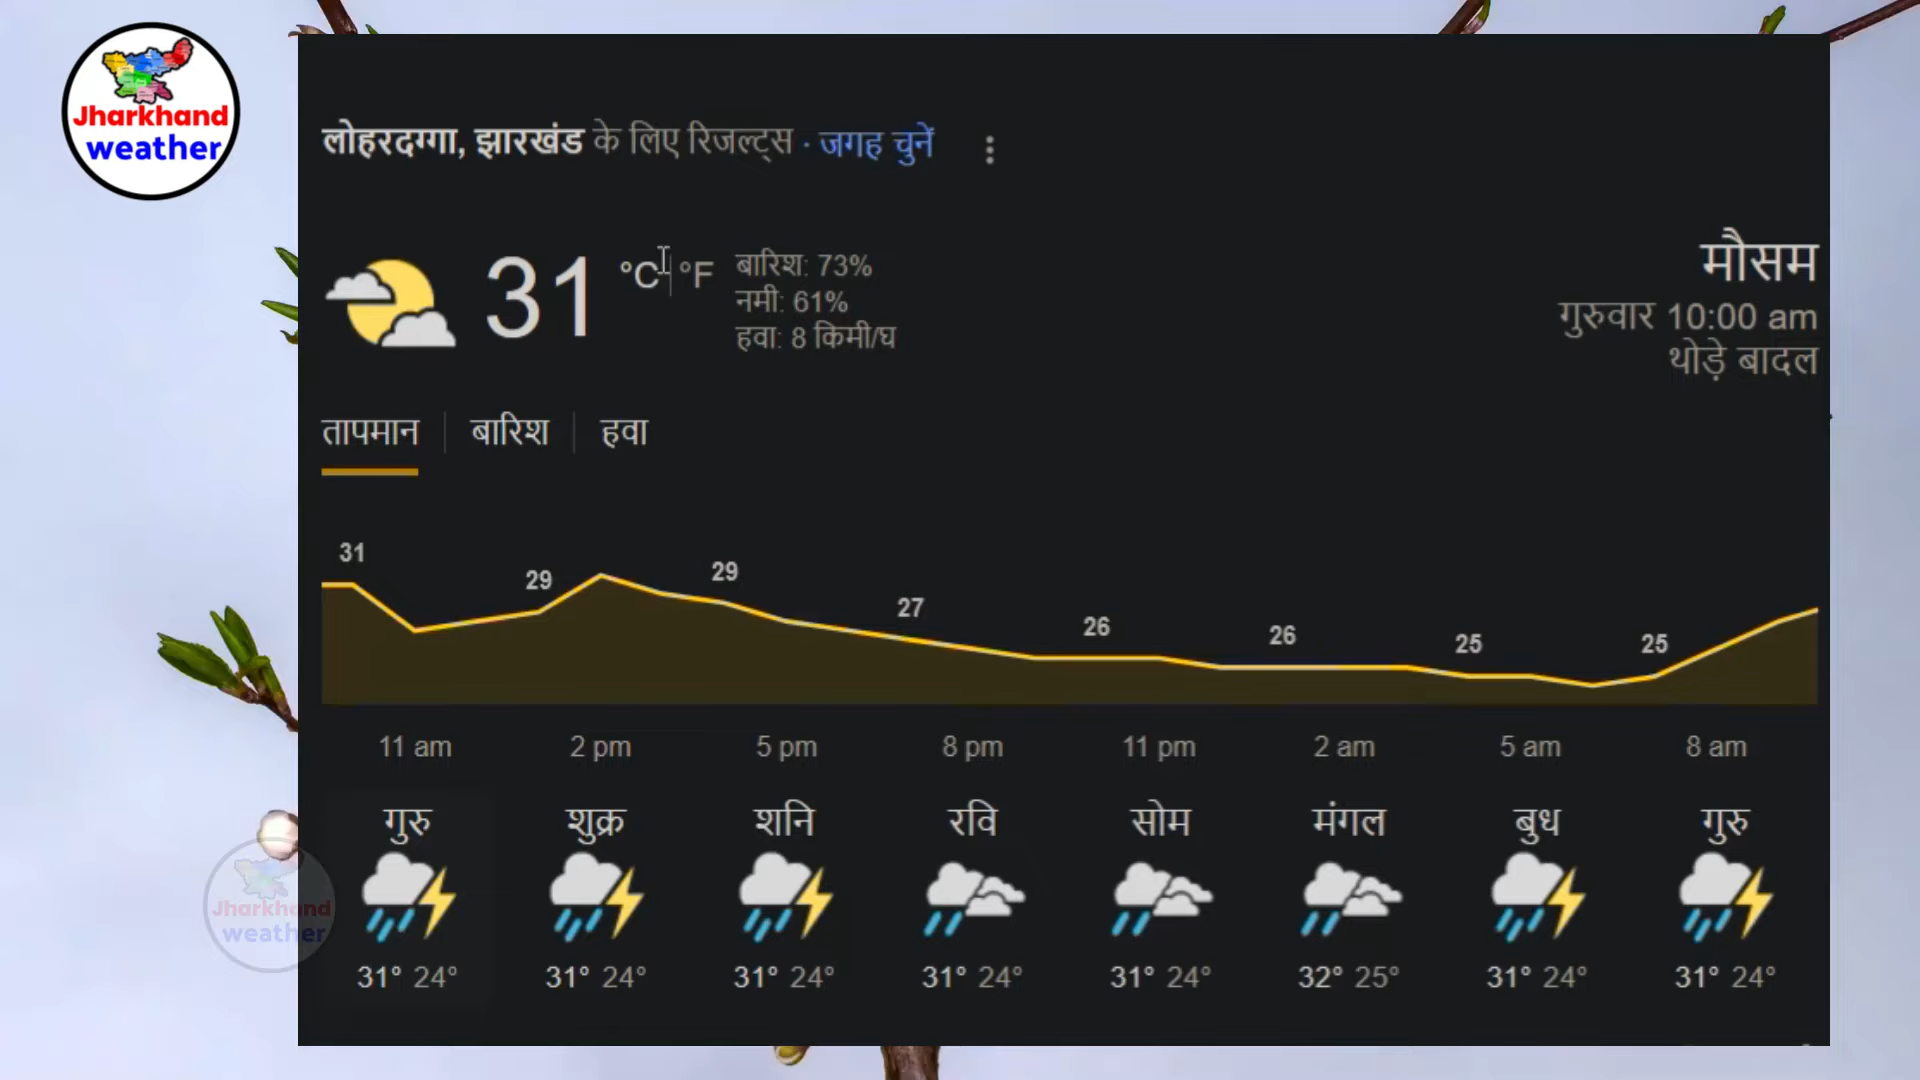 Jharkhand
weather
लोहरदग्गा, झारखंड के लिए रिजल्ट्स · जगह चुनें
31 °C °F
बारिश: 73%
नमी: 61%
हवा: 8 किमी/घ
मौसम
गुरुवार 10:00 am
थोड़े बादल
तापमान बारिश हवा
31 29 29 27 26 26 25 25
11 am 2 pm 5 pm 8 pm 11 pm 2 am 5 am 8 am
गुरु शुक्र शनि रवि सोम मंगल बुध गुरु
31° 24° 31° 24° 31° 24° 31° 24° 31° 24° 32° 25° 31° 24° 31° 24°
Jharkhand
weather